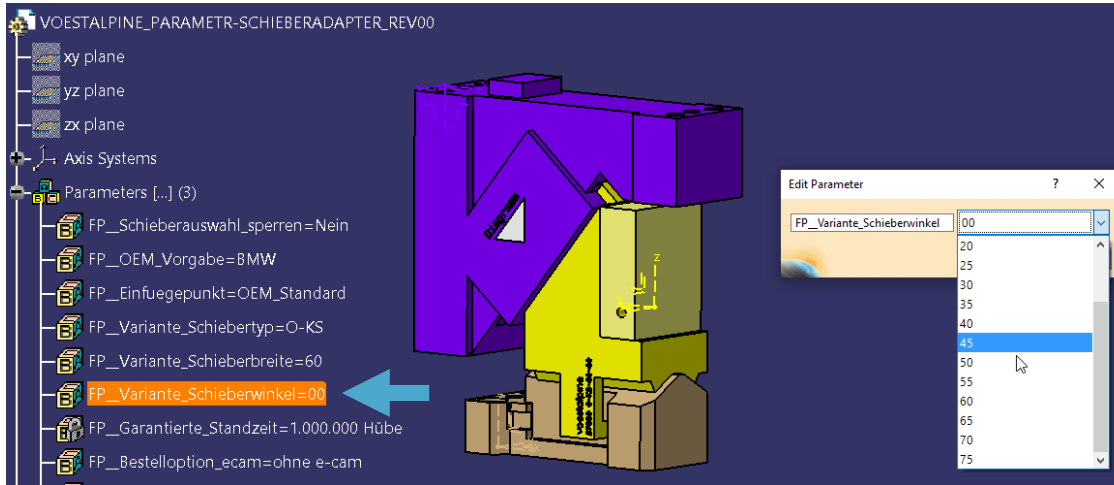 VOESTALPINE_PARAMETR-SCHIEBERADAPTER_REV00
xy plane
yz plane
zx plane
Axis Systems
Parameters [...] (3)
FP__Schieberauswahl_sperren=Nein
FP__OEM_Vorgabe=BMW
FP__Einfuegepunkt=OEM_Standard
FP__Variante_Schiebertyp=O-KS
FP__Variante_Schieberbreite=60
FP__Variante_Schieberwinkel=00
FP__Garantierte_Standzeit=1.000.000 Hübe
FP__Bestelloption_ecam=ohne e-cam
z
voestalpine
Edit Parameter
?
FP__Variante_Schieberwinkel
00
20
25
30
35
40
45
50
55
60
65
70
75